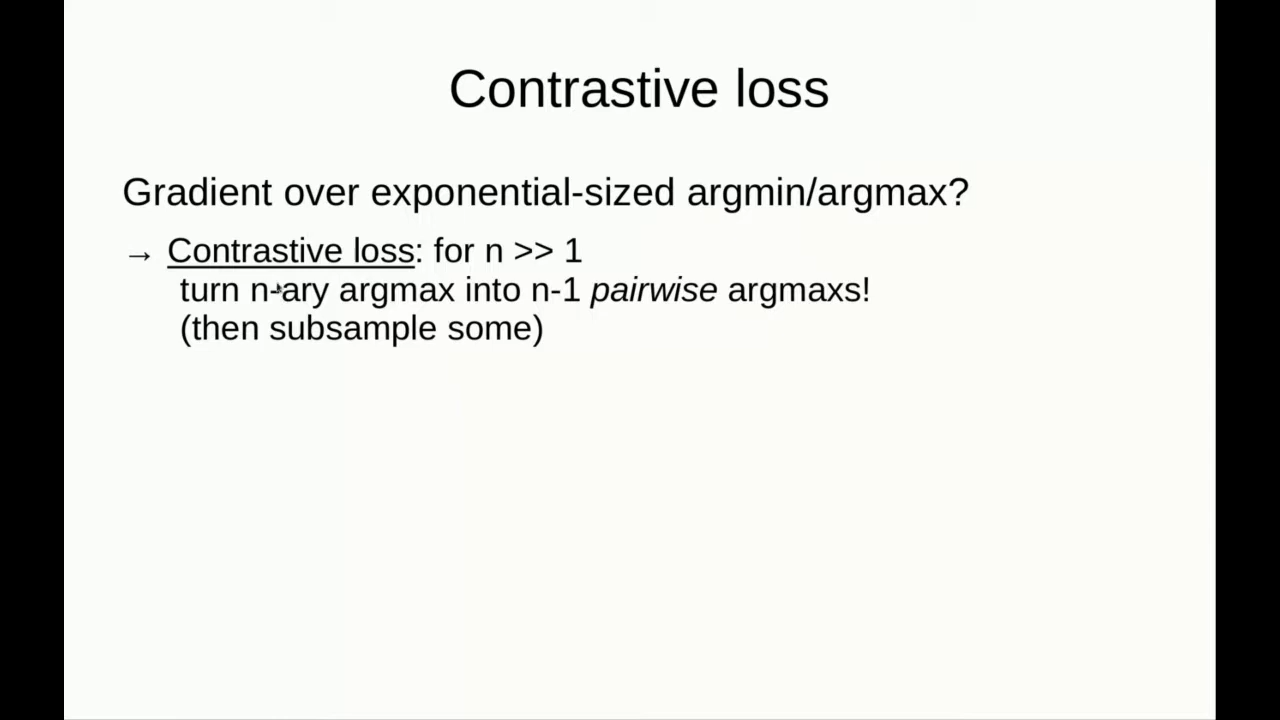 Contrastive loss
Gradient over exponential-sized argmin/argmax?
→ Contrastive loss: for n >> 1
turn n-ary argmax into n-1 pairwise argmaxs!
(then subsample some)